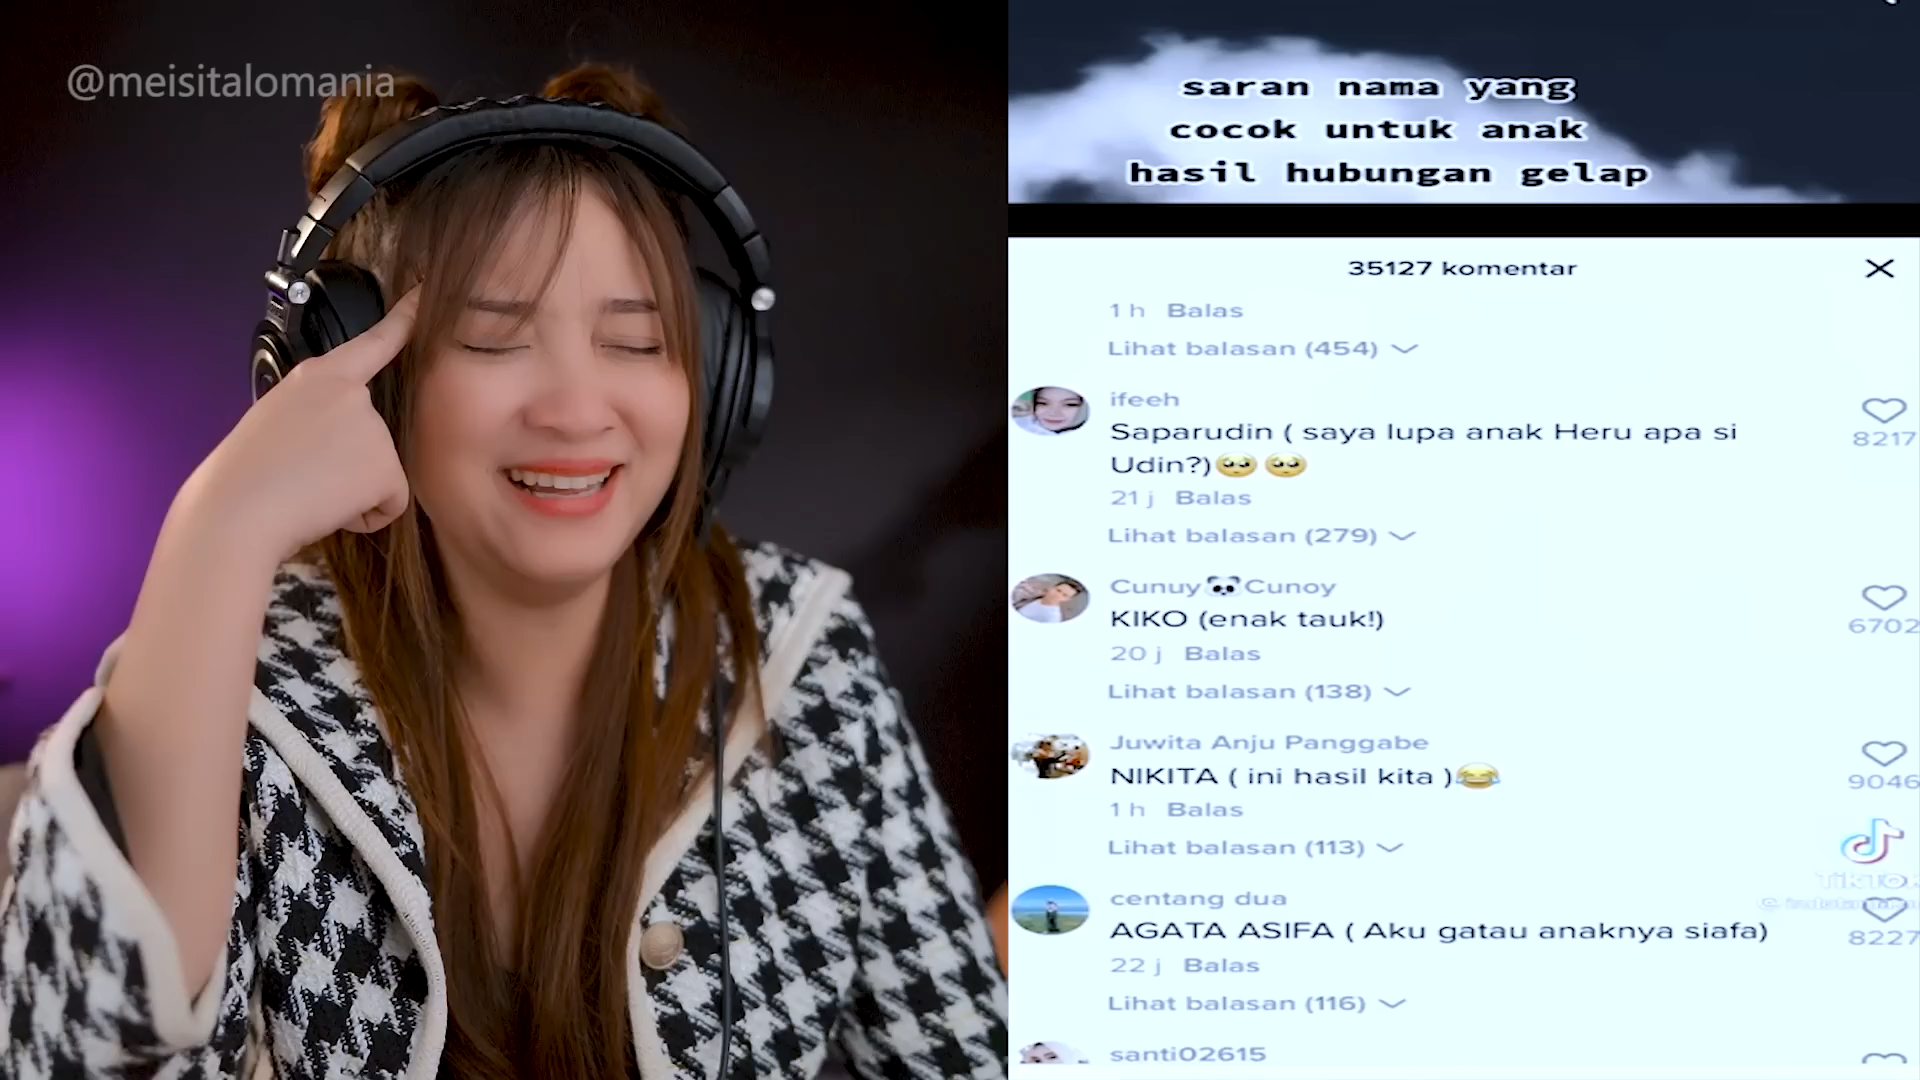 @meisitalomania
saran nama yang
cocok untuk anak
hasil hubungan gelap
35127 komentar
1 h Balas
Lihat balasan (454)
ifeeh
Saparudin ( saya lupa anak Heru apa si
Udin?)🥺 🥺
8217
21 j Balas
Lihat balasan (279)
Cunuy🐼Cunoy
KIKO (enak tauk!)
6702
20 j Balas
Lihat balasan (138)
Juwita Anju Panggabe
NIKITA ( ini hasil kita )😂
9046
1 h Balas
Lihat balasan (113)
TikTok
centang dua
AGATA ASIFA ( Aku gatau anaknya siafa)
8227
22 j Balas
Lihat balasan (116)
santi02615